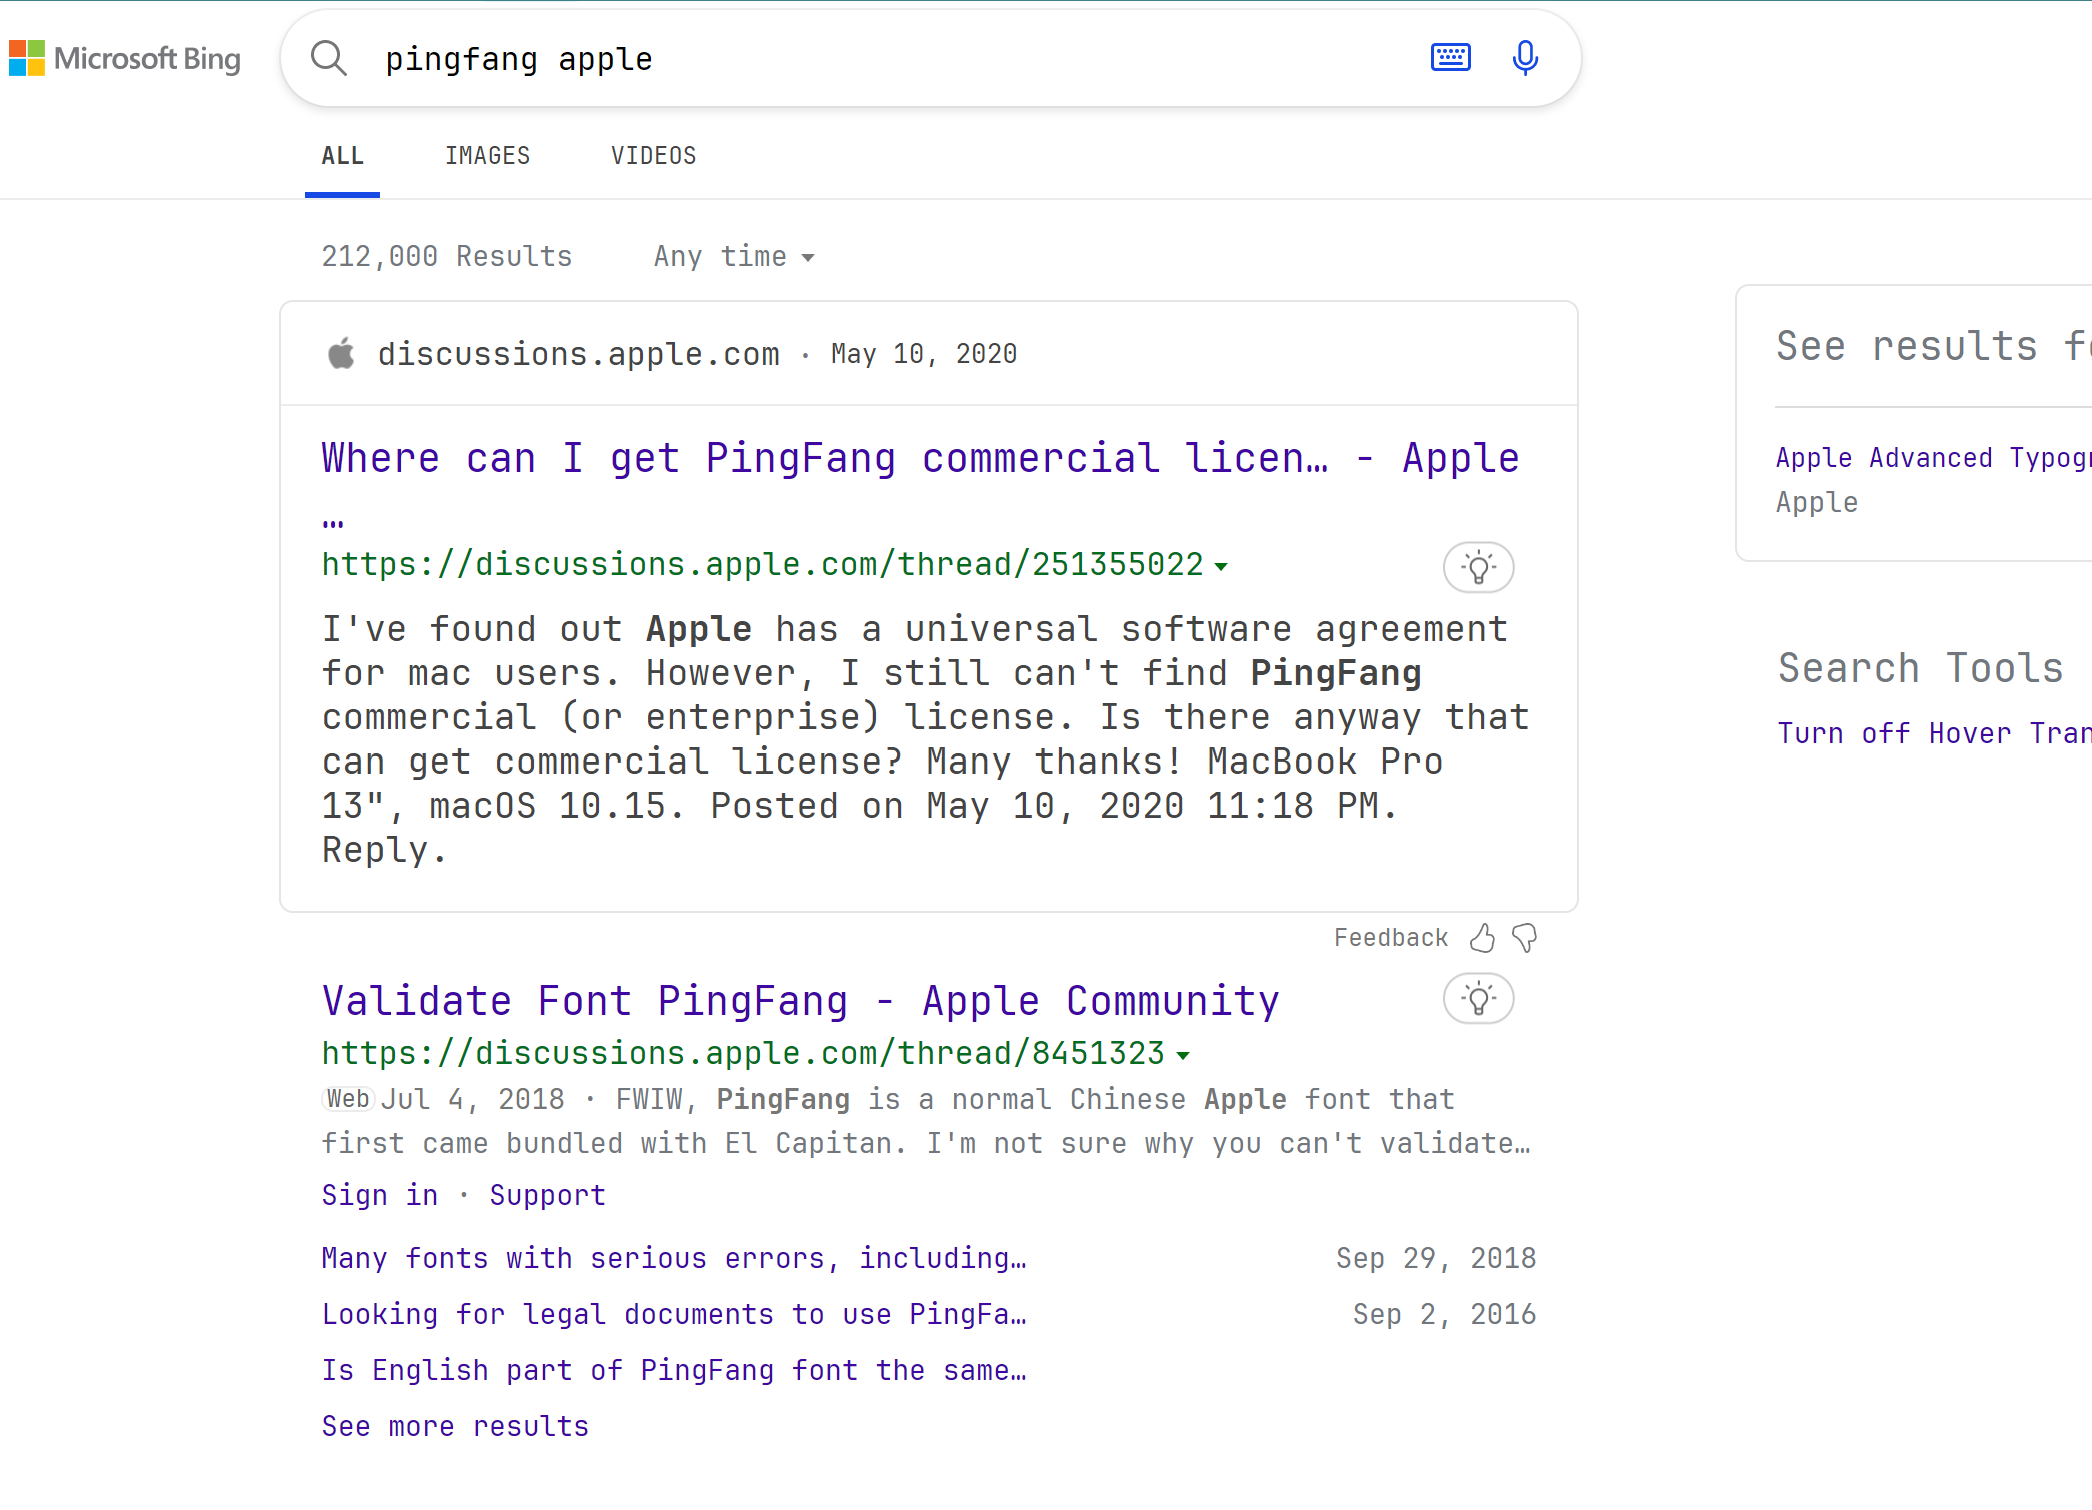 Microsoft Bing
pingfang apple
ALL IMAGES VIDEOS
212,000 Results Any time
discussions.apple.com · May 10, 2020
Where can I get PingFang commercial licen… - Apple
…
https://discussions.apple.com/thread/251355022
I've found out Apple has a universal software agreement
for mac users. However, I still can't find PingFang
commercial (or enterprise) license. Is there anyway that
can get commercial license? Many thanks! MacBook Pro
13", macOS 10.15. Posted on May 10, 2020 11:18 PM.
Reply.
Feedback
Validate Font PingFang - Apple Community
https://discussions.apple.com/thread/8451323
Web Jul 4, 2018 · FWIW, PingFang is a normal Chinese Apple font that
first came bundled with El Capitan. I'm not sure why you can't validate…
Sign in · Support
Many fonts with serious errors, including… Sep 29, 2018
Looking for legal documents to use PingFa… Sep 2, 2016
Is English part of PingFang font the same…
See more results
See results
Apple Advanced
Apple
Search Tools
Turn off Hover